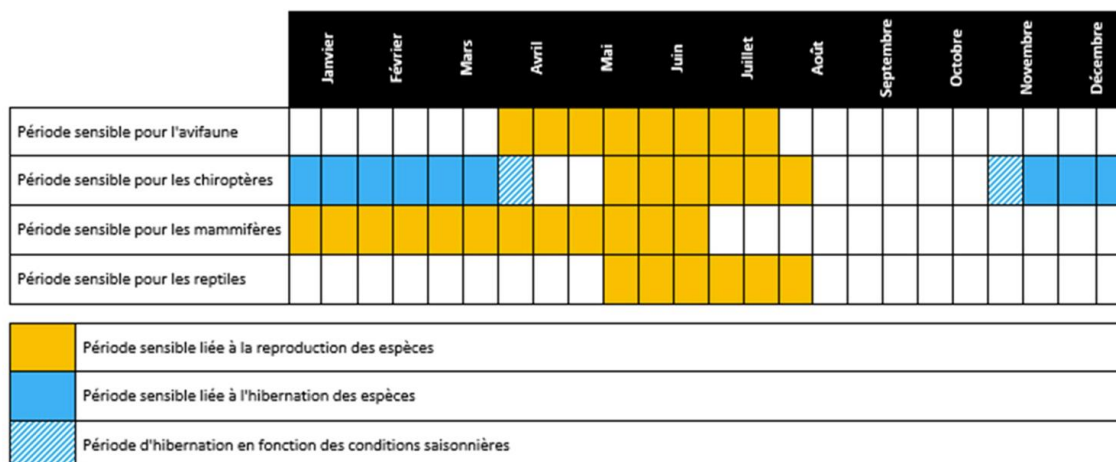 Janvier
Février
Mars
Avril
Mai
Juin
Juillet
Août
Septembre
Octobre
Novembre
Décembre
Période sensible pour l'avifaune
Période sensible pour les chiroptères
Période sensible pour les mammifères
Période sensible pour les reptiles
Période sensible liée à la reproduction des espèces
Période sensible liée à l'hibernation des espèces
Période d'hibernation en fonction des conditions saisonnières